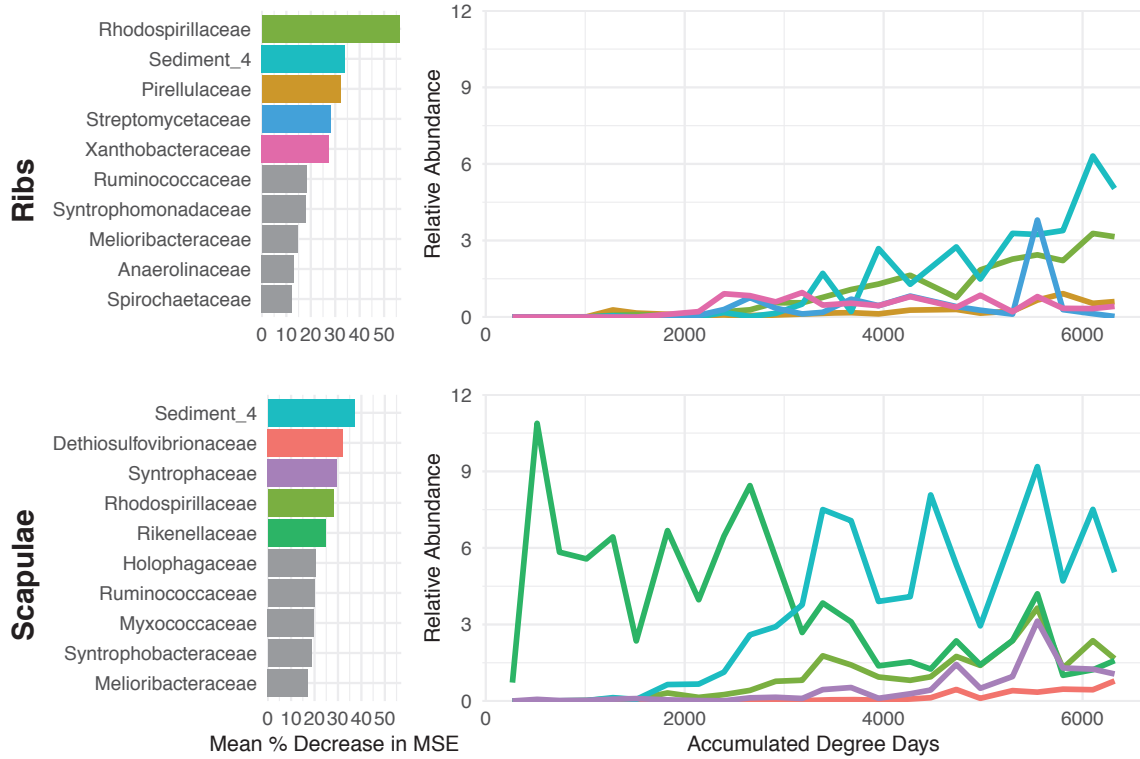 Ribs
Rhodospirillaceae
Sediment_4
Pirellulaceae
Streptomycetaceae
Xanthobacteraceae
Ruminococcaceae
Syntrophomonadaceae
Melioribacteraceae
Anaerolinaceae
Spirochaetaceae
0 10 20 30 40 50
Relative Abundance
12
9
6
3
0
0 2000 4000 6000
Scapulae
Sediment_4
Dethiosulfovibrionaceae
Syntrophaceae
Rhodospirillaceae
Rikenellaceae
Holophagaceae
Ruminococcaceae
Myxococcaceae
Syntrophobacteraceae
Melioribacteraceae
0 10 20 30 40 50
Mean % Decrease in MSE
Relative Abundance
12
9
6
3
0
0 2000 4000 6000
Accumulated Degree Days